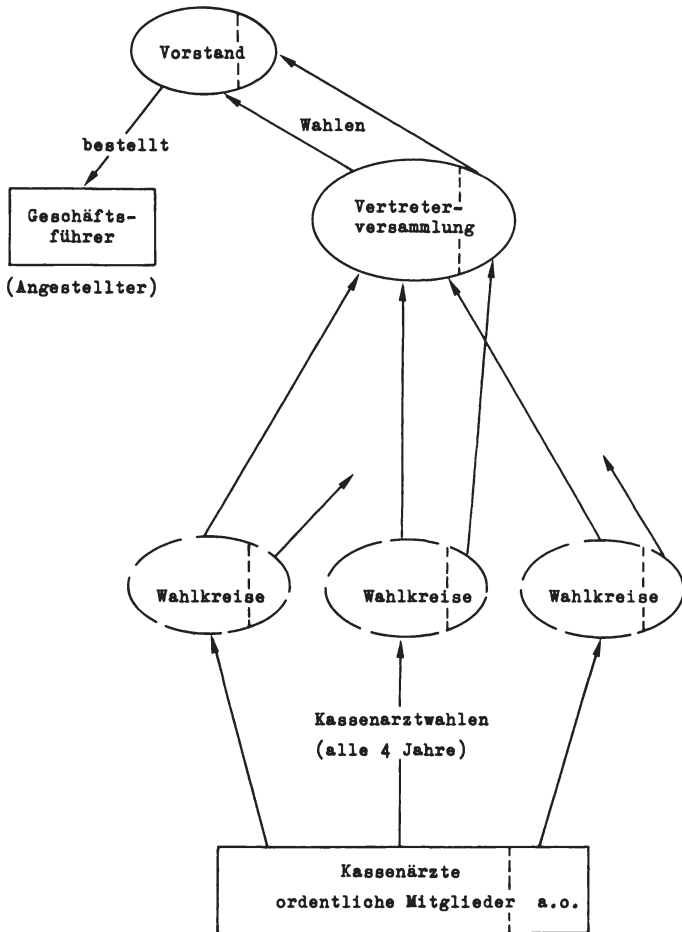 Vorstand
Wahlen
bestellt
Geschäfts-
führer
(Angestellter)
Vertreter-
versammlung
Wahlkreise
Wahlkreise
Wahlkreise
Kassenarztwahlen
(alle 4 Jahre)
Kassenärzte
ordentliche Mitglieder a.o.